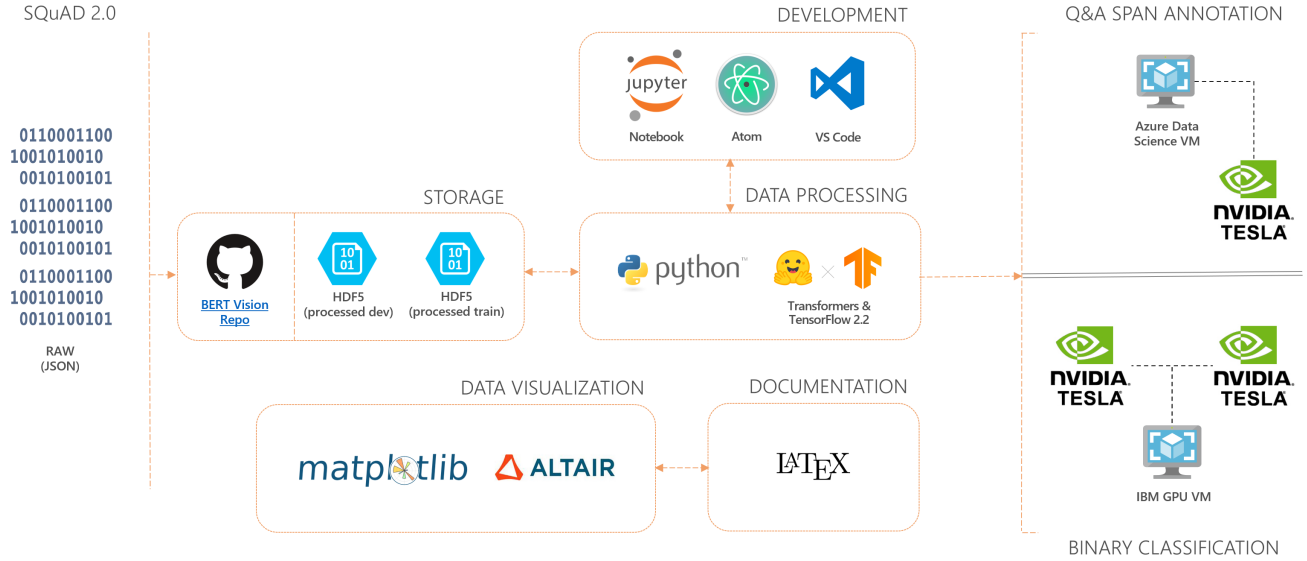 SQuAD 2.0
0110001100
1001010010
0010100101
0110001100
1001010010
0010100101
0110001100
1001010010
0010100101
RAW
(JSON)
STORAGE
BERT Vision
Repo
10
01
HDF5
(processed dev)
10
01
HDF5
(processed train)
DEVELOPMENT
jupyter
Notebook
Atom
VS Code
DATA PROCESSING
python™
Transformers &
TensorFlow 2.2
DATA VISUALIZATION
matplotlib
ALTAIR
DOCUMENTATION
LATEX
Q&A SPAN ANNOTATION
Azure Data
Science VM
NVIDIA.
TESLA
NVIDIA.
TESLA
NVIDIA.
TESLA
IBM GPU VM
BINARY CLASSIFICATION